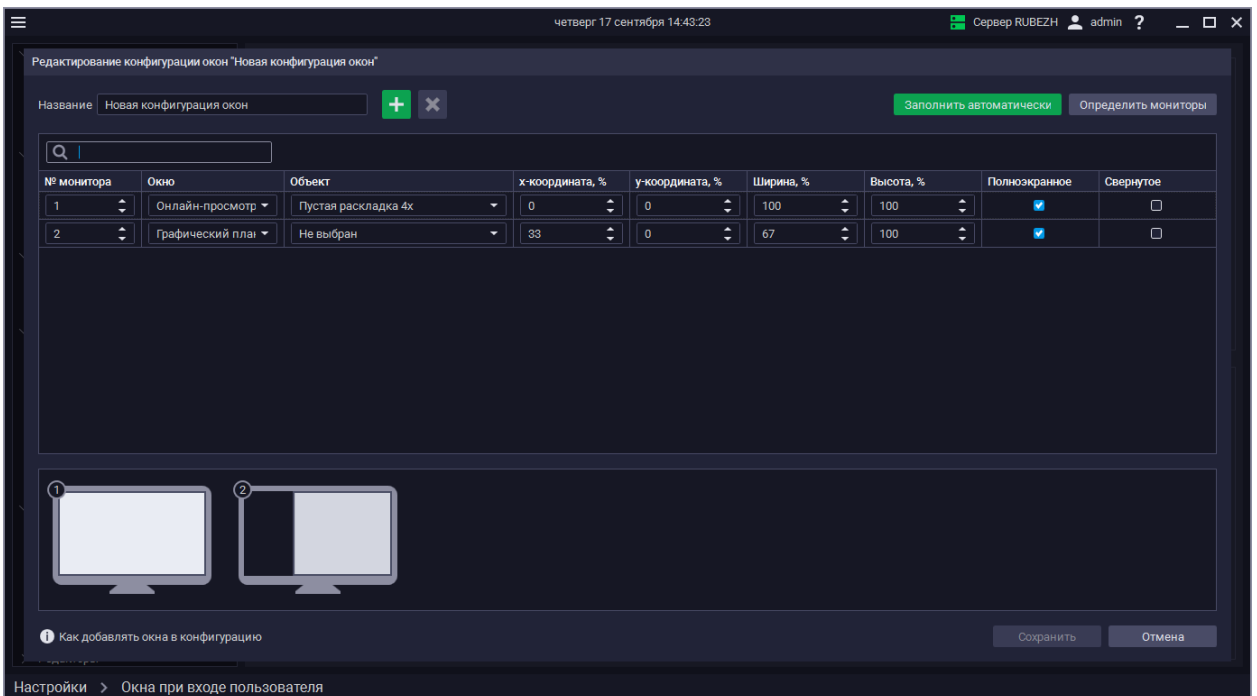 четверг 17 сентября 14:43:23 Сервер RUBEZH admin ?
Редактирование конфигурации окон "Новая конфигурация окон"
Название Новая конфигурация окон Заполнить автоматически Определить мониторы
№ монитора Окно Объект x-координата, % y-координата, % Ширина, % Высота, % Полноэкранное Свернутое
1 Онлайн-просмотр Пустая раскладка 4x 0 0 100 100
2 Графический план Не выбран 33 0 67 100
1 2
Как добавлять окна в конфигурацию Сохранить Отмена
Настройки > Окна при входе пользователя